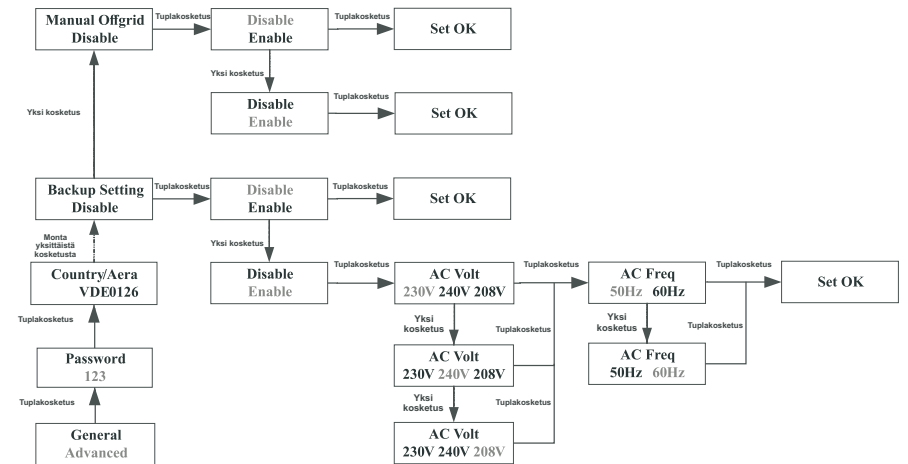 Manual Offgrid
Disable
Tuplakosketus
Disable
Enable
Tuplakosketus
Set OK
Yksi kosketus
Disable
Enable
Tuplakosketus
Set OK
Yksi kosketus
Backup Setting
Disable
Tuplakosketus
Disable
Enable
Tuplakosketus
Set OK
Yksi kosketus
Monta
yksittäistä
kosketusta
Country/Aera
VDE0126
Disable
Enable
Tuplakosketus
AC Volt
230V 240V 208V
Tuplakosketus
AC Freq
50Hz 60Hz
Tuplakosketus
Set OK
Tuplakosketus
Yksi
kosketus
Tuplakosketus
Yksi
kosketus
Tuplakosketus
Password
123
AC Volt
230V 240V 208V
AC Freq
50Hz 60Hz
Tuplakosketus
Yksi
kosketus
Tuplakosketus
General
Advanced
AC Volt
230V 240V 208V